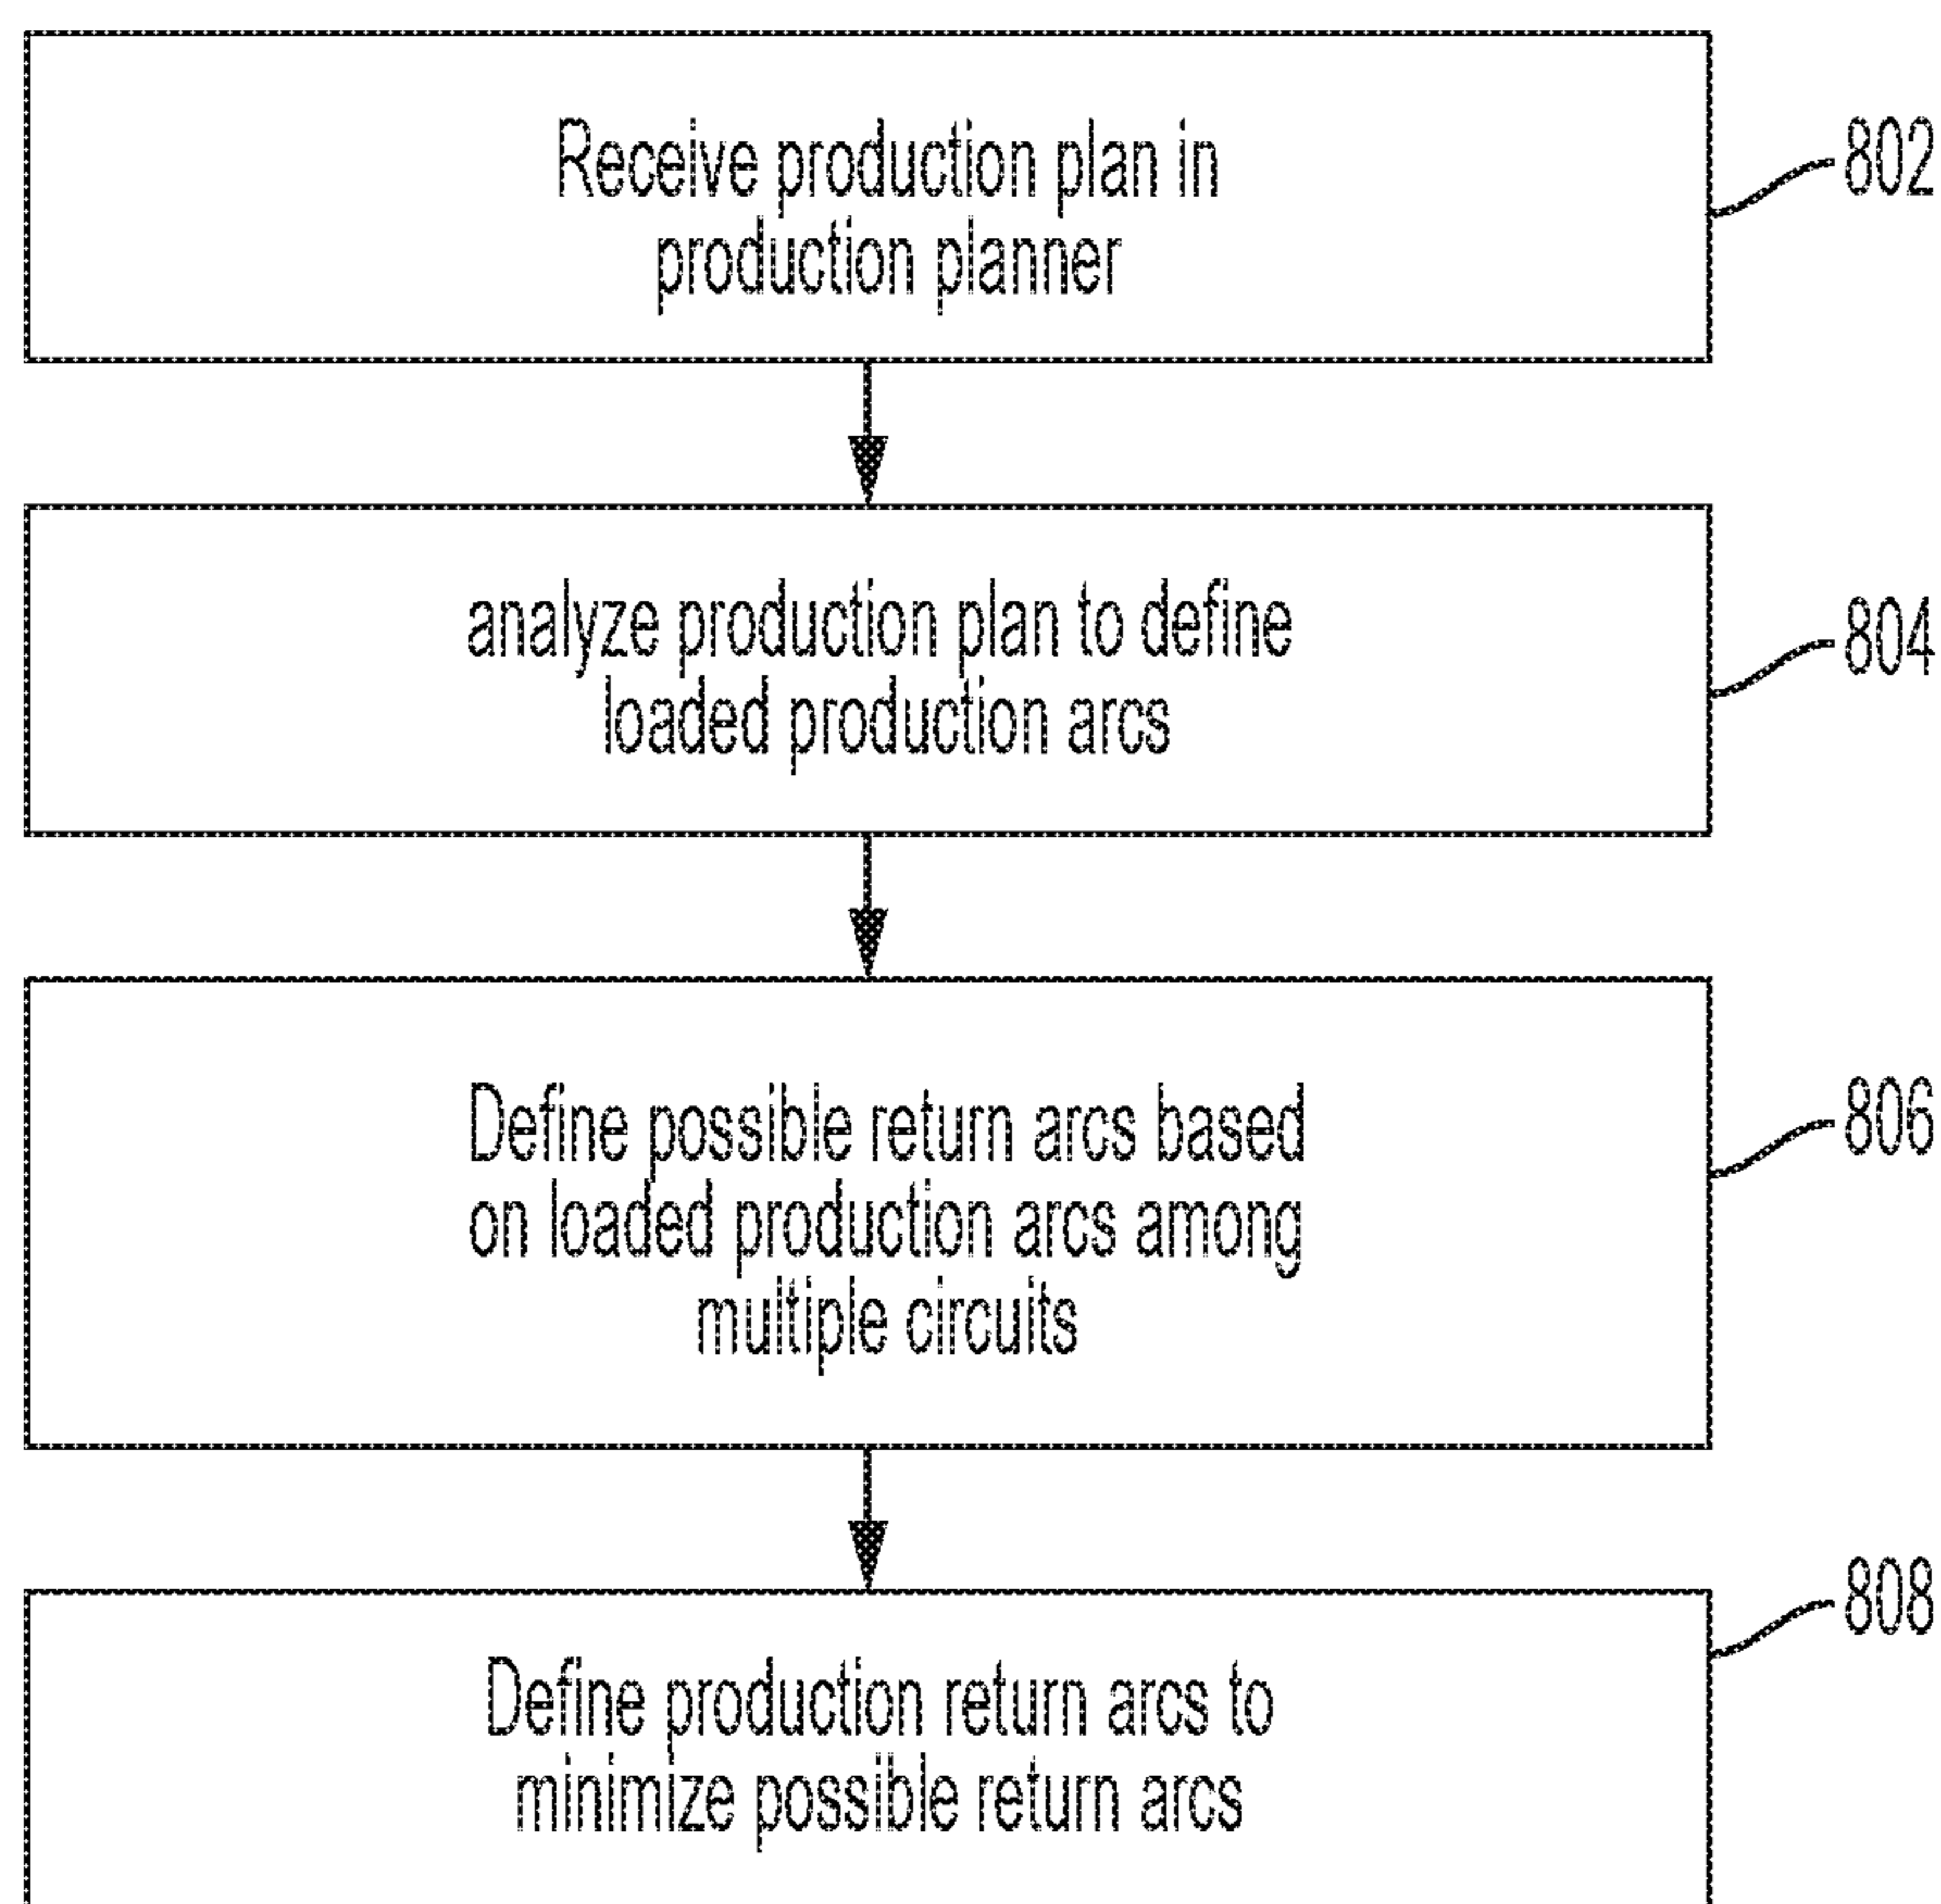 Receive production plan in
production planner
802
analyze production plan to define
loaded production arcs
804
Define possible return arcs based
on loaded production arcs among
multiple circuits
806
Define production return arcs to
minimize possible return arcs
808